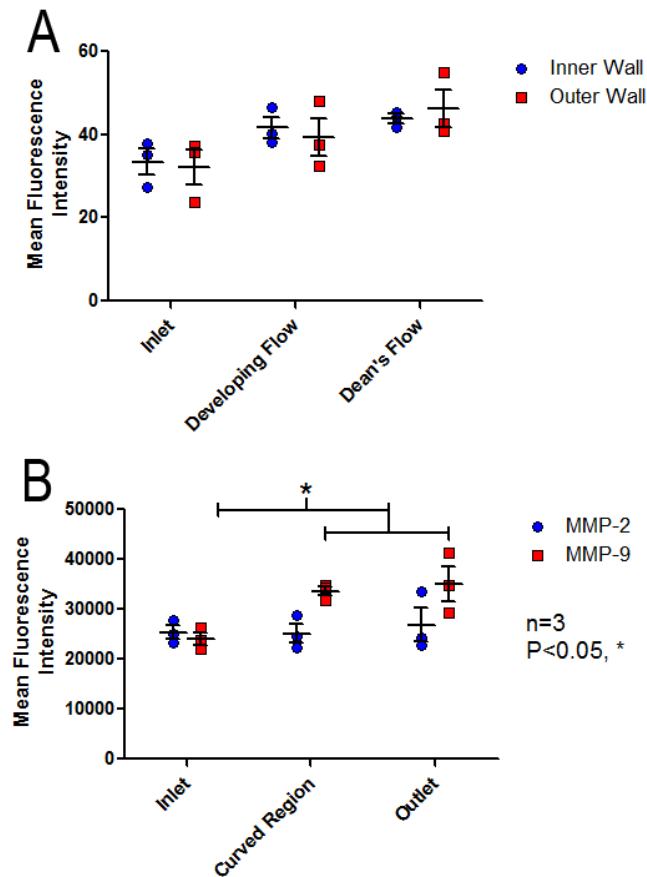 A
Mean Fluorescence
Intensity
60
40
20
0
Inlet
Developing Flow
Dean's Flow
Inner Wall
Outer Wall
B
Mean Fluorescence
Intensity
50000
40000
30000
20000
10000
0
*
Inlet
Curved Region
Outlet
MMP-2
MMP-9
n=3
P<0.05, *